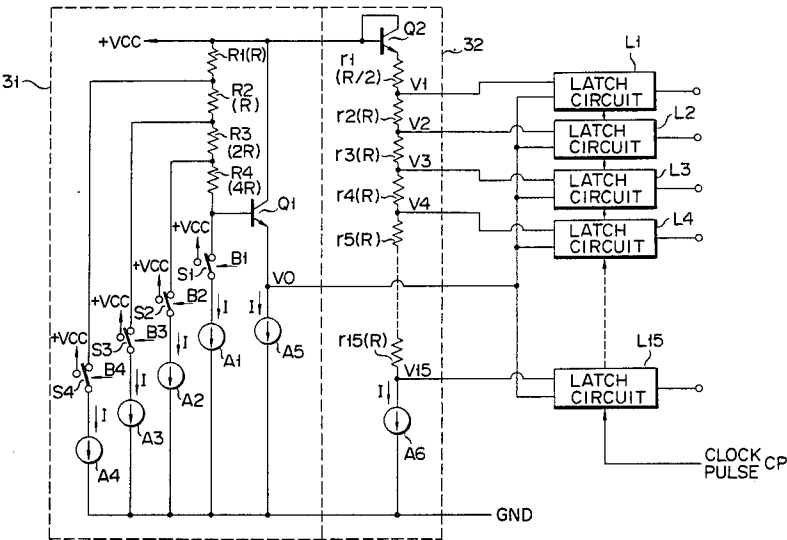 31
+VCC
R1(R)
R2
(R)
R3
(2R)
R4
(4R)
Q1
+VCC
S1
B1
+VCC
S2
B2
+VCC
S3
B3
+VCC
S4
B4
V0
I
A1
I
A5
I
A2
I
A3
I
A4
Q2
32
r1
(R/2)
V1
r2(R)
V2
r3(R)
V3
r4(R)
V4
r5(R)
r15(R)
V15
I
A6
GND
L1
LATCH
CIRCUIT
L2
LATCH
CIRCUIT
L3
LATCH
CIRCUIT
L4
LATCH
CIRCUIT
L15
LATCH
CIRCUIT
CLOCK
PULSE CP